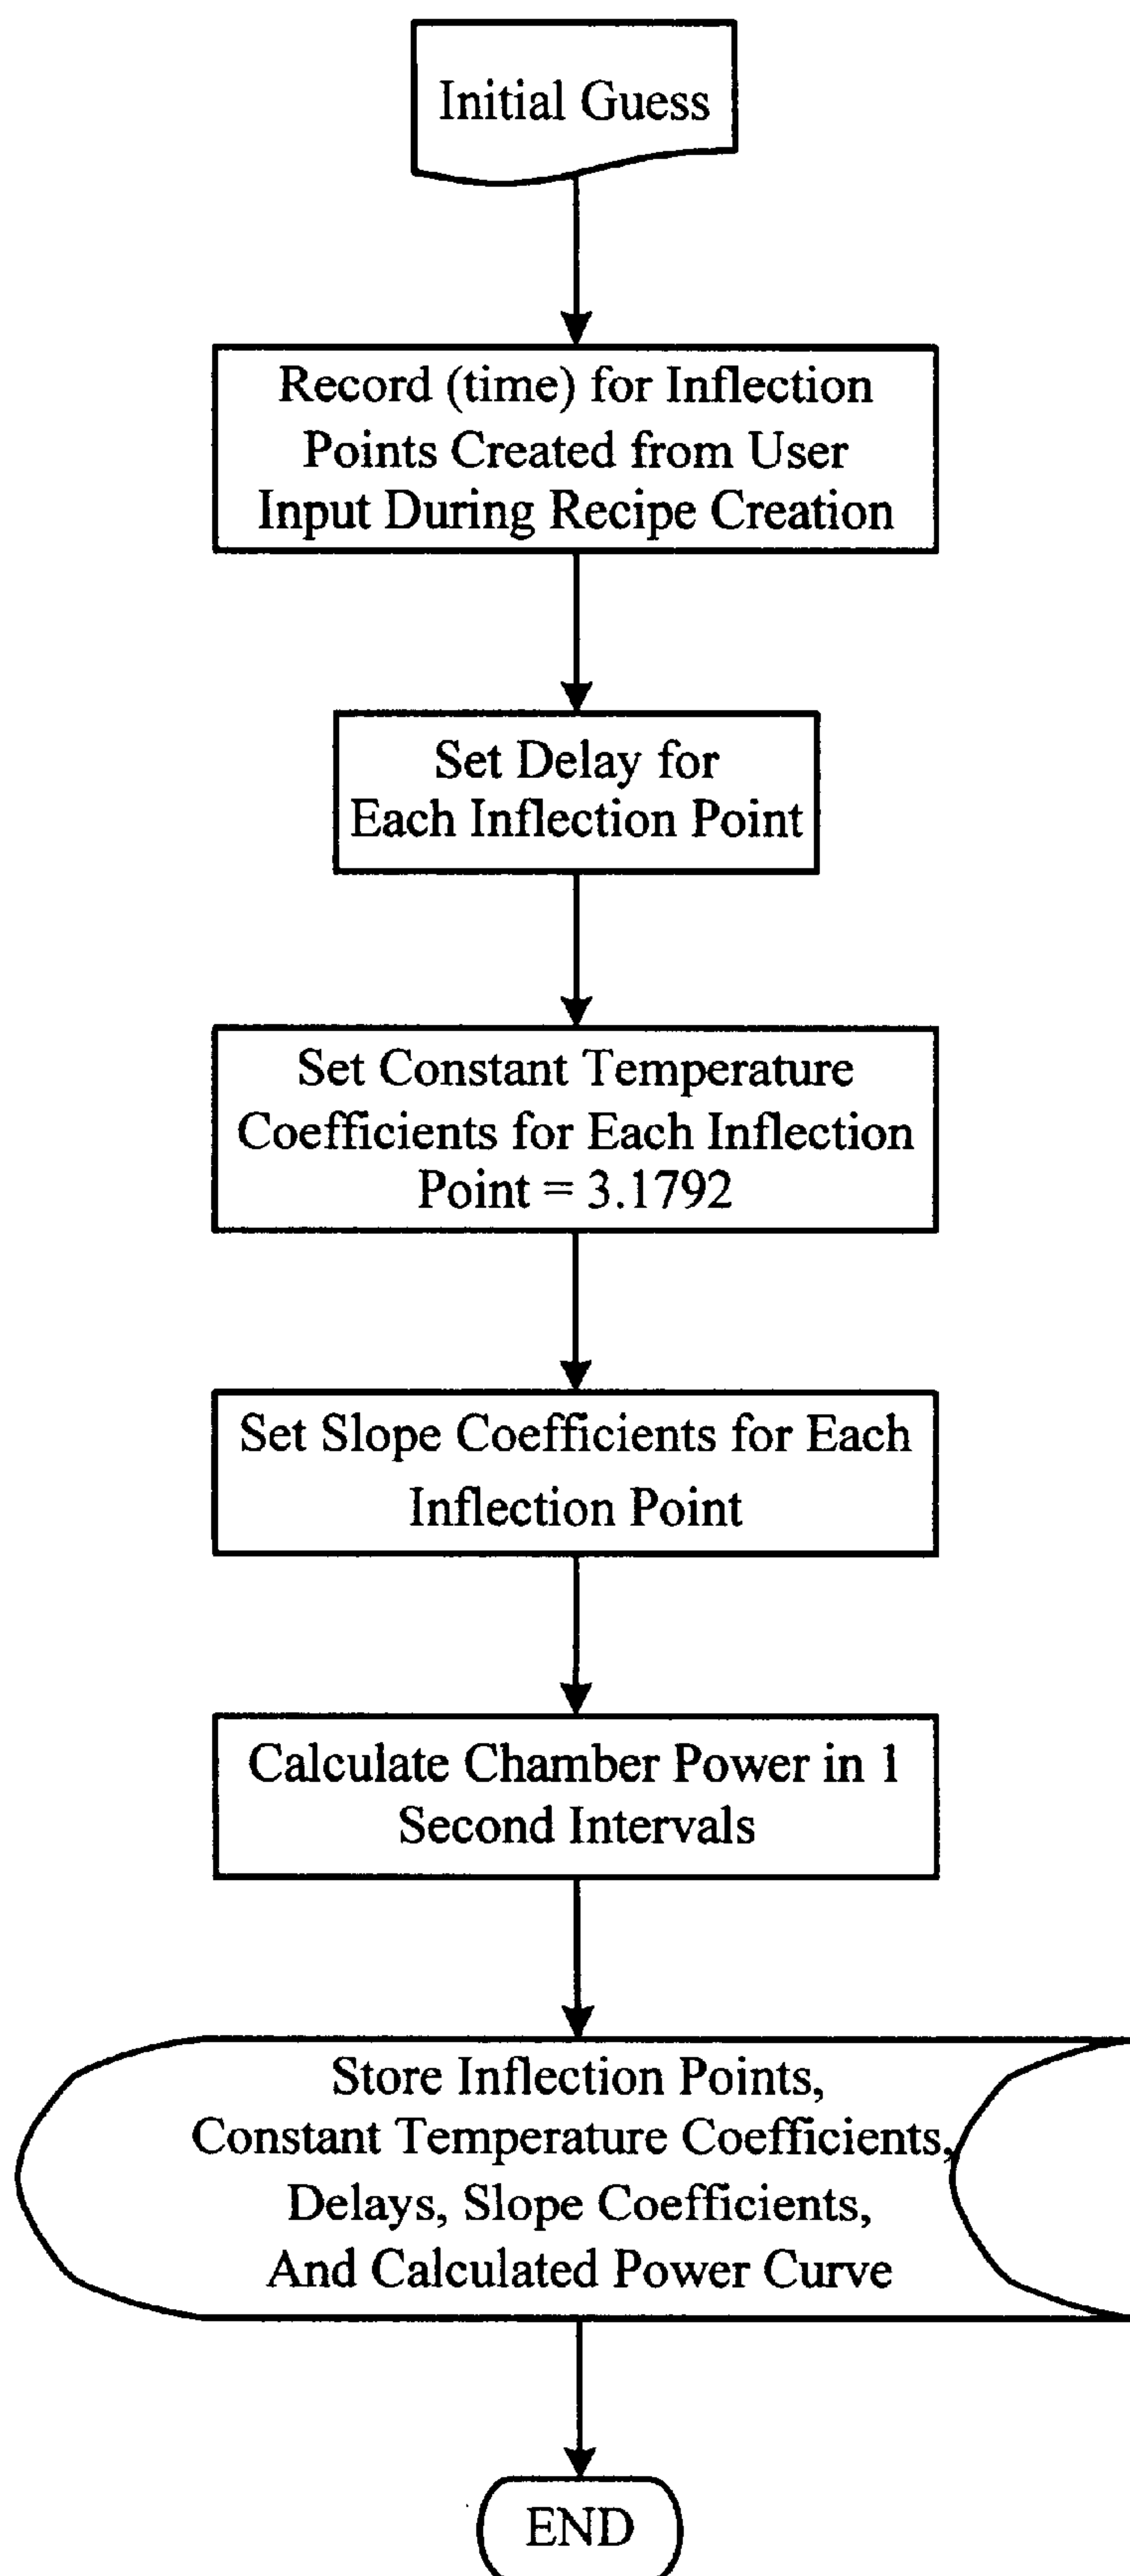 Initial Guess
Record (time) for Inflection
Points Created from User
Input During Recipe Creation
Set Delay for
Each Inflection Point
Set Constant Temperature
Coefficients for Each Inflection
Point = 3.1792
Set Slope Coefficients for Each
Inflection Point
Calculate Chamber Power in 1
Second Intervals
Store Inflection Points,
Constant Temperature Coefficients,
Delays, Slope Coefficients,
And Calculated Power Curve
END